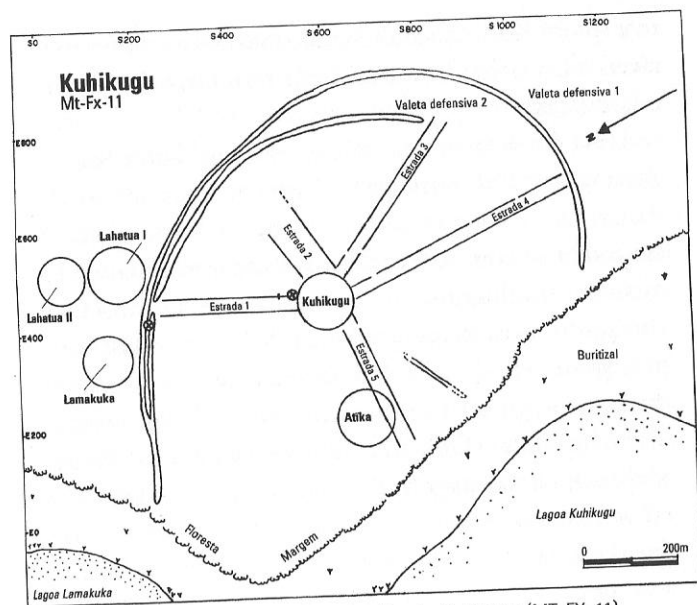 S0
S200
S400
S600
S800
S1000
S1200
Kuhikugu
Mt-Fx-11
Valeta defensiva 2
Valeta defensiva 1
N
E800
Estrada 3
Estrada 4
E600
Lahatua I
Estrada 2
Lahatua II
Kuhikugu
Estrada 1
E400
Lamakuka
Estrada 5
Buritizal
Atïka
E200
Floresta
Margem
E0
Lagoa Kuhikugu
0 200m
Lagoa Lamakuka